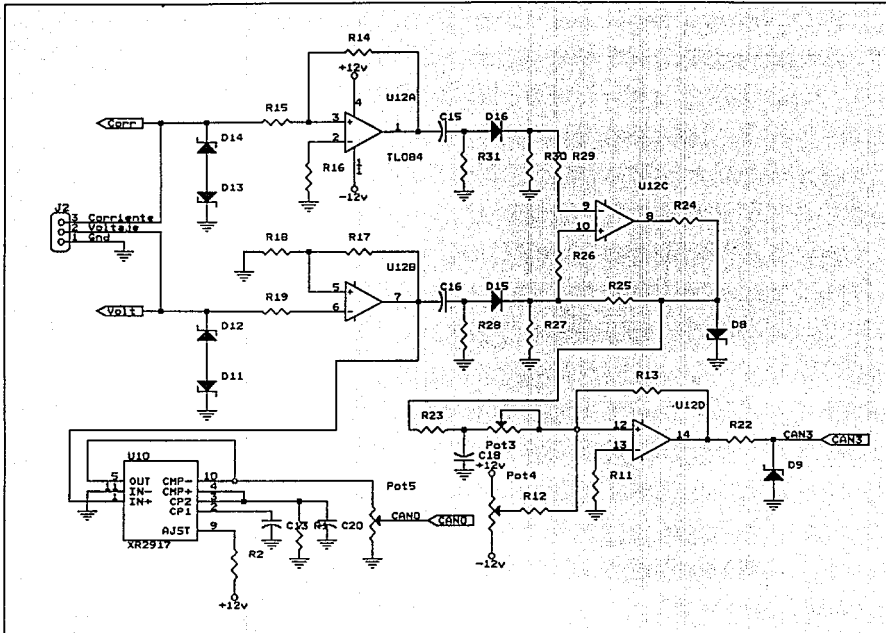 R14
+12v
4
U12A
R15
C15
D16
Corr
3
1
2
D14
R16
11
TL084
R31
R30
R29
-12v
U12C
D13
J2
9
8
R24
3 Corriente
2 Voltaje
1 Gnd
10
R18
R17
R26
U12B
C16
D15
R25
5
7
Volt
R19
6
D12
R28
R27
D8
D11
R13
U12D
R23
12
14
R22
CAN3
CAN3
U10
Pot3
13
C18
5 OUT CMP- 10
11 IN- CMP+ 4
1 IN+ CP2 3
CP1 2
+12v
Pot5
Pot4
R11
D9
R12
C13
R1
C20
CAN0
CAN0
AJST 9
XR2917
R2
-12v
+12v